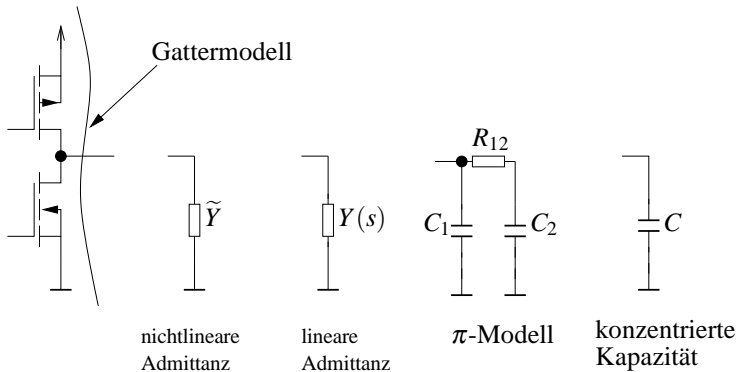 Gattermodell
R₁₂
Ỹ
Y(s)
C₁
C₂
C
nichtlineare
Admittanz
lineare
Admittanz
π-Modell
konzentrierte
Kapazität